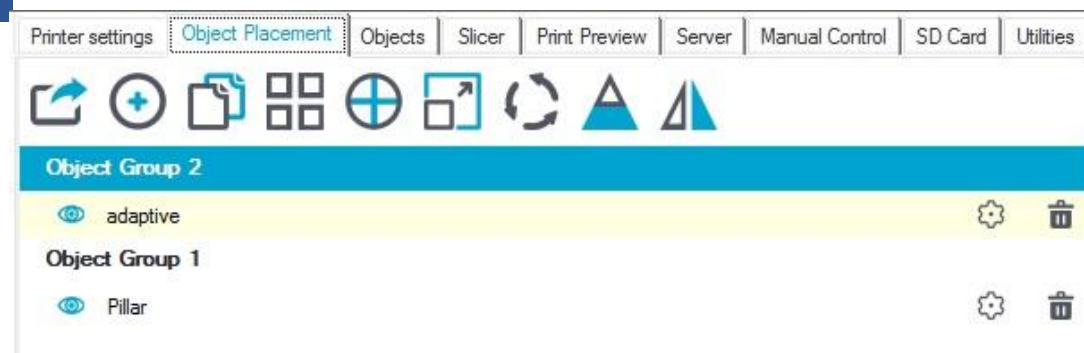 Printer settings Object Placement Objects Slicer Print Preview Server Manual Control SD Card Utilities
Object Group 2
adaptive
Object Group 1
Pillar